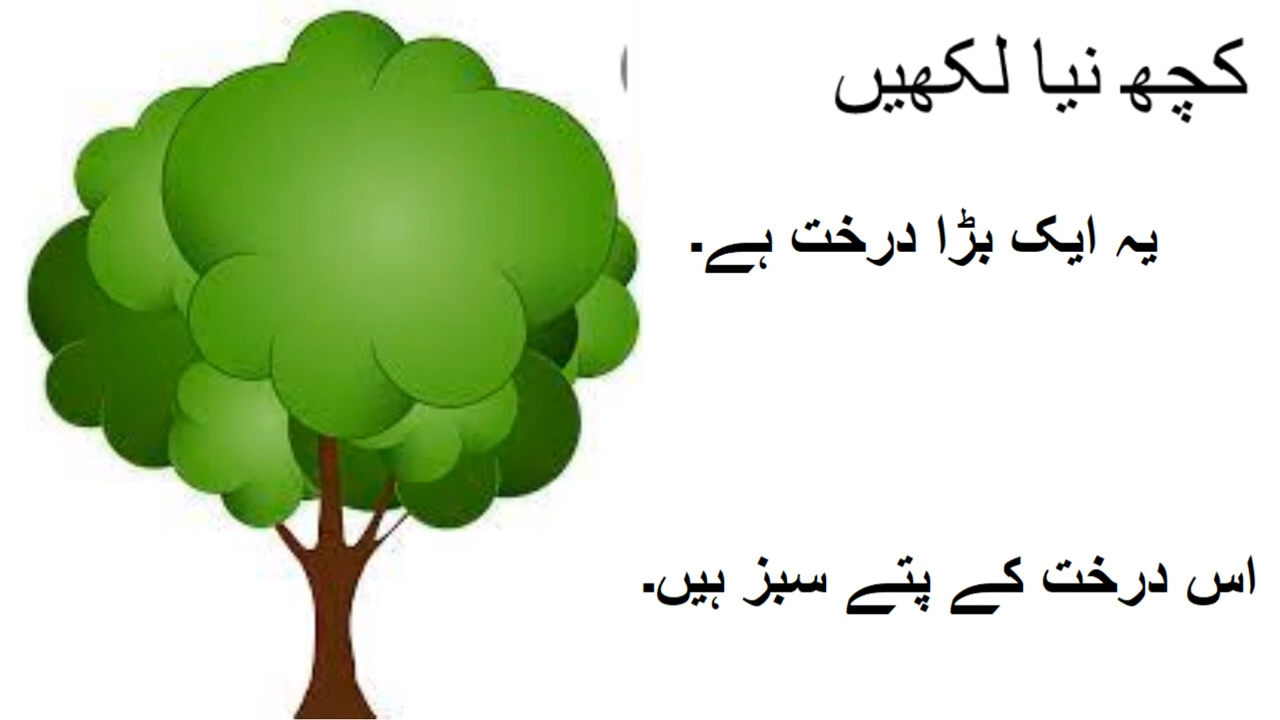 کچھ نیا لکھیں
یہ ایک بڑا درخت ہے۔
اس درخت کے پتے سبز ہیں۔